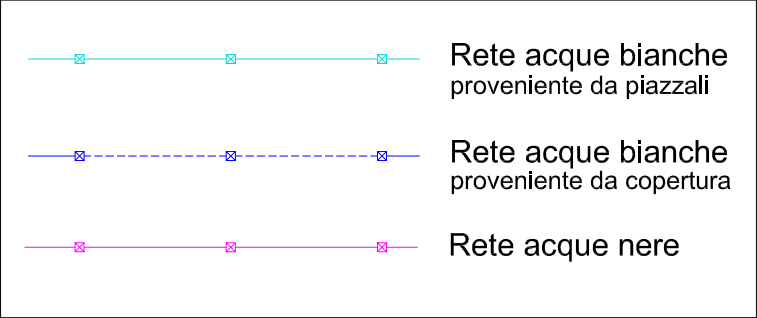 Rete acque bianche
proveniente da piazzali
Rete acque bianche
proveniente da copertura
Rete acque nere